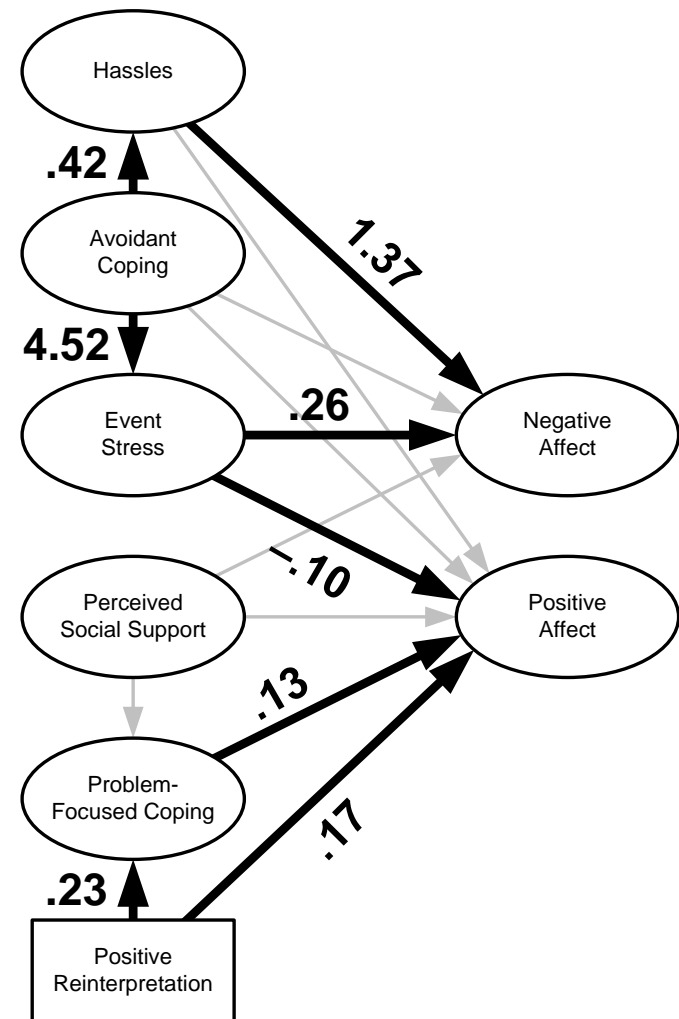 Hassles
.42
Avoidant
Coping
1.37
4.52
Event
Stress
.26
Negative
Affect
–.10
Perceived
Social Support
Positive
Affect
.13
Problem-
Focused Coping
.17
.23
Positive
Reinterpretation